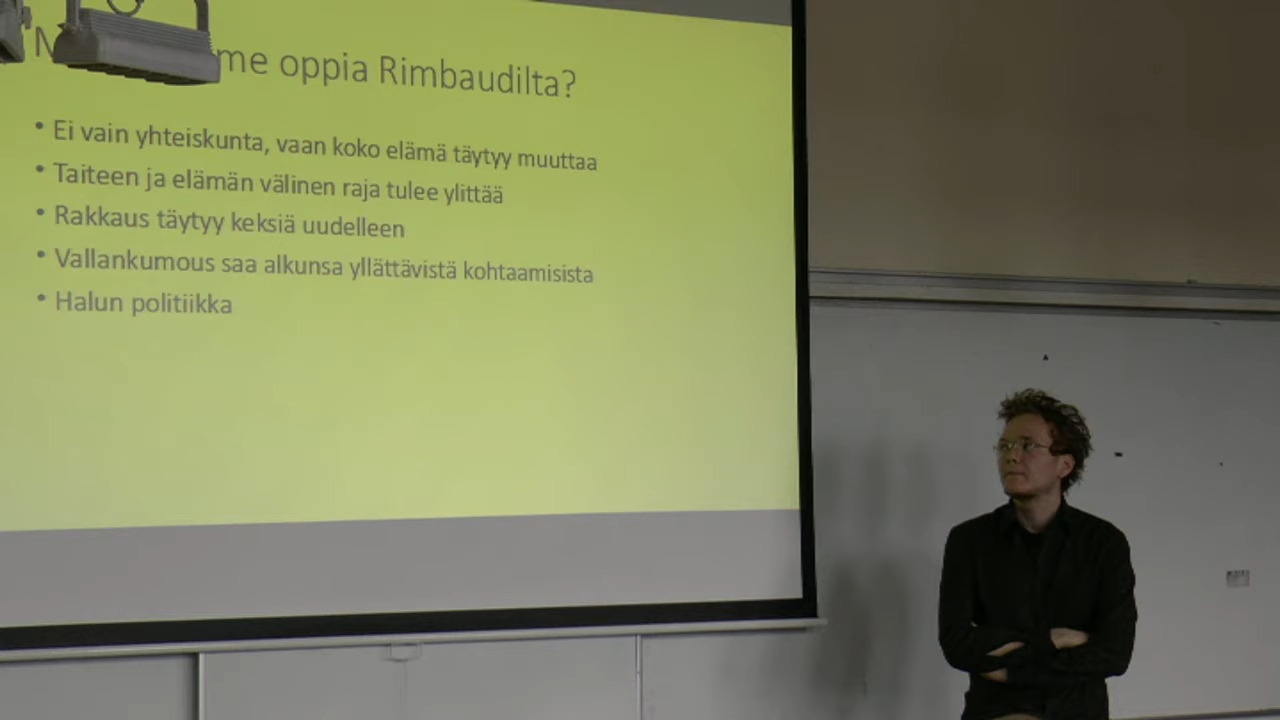 me oppia Rimbaudilta?
• Ei vain yhteiskunta, vaan koko elämä täytyy muuttaa
• Taiteen ja elämän välinen raja tulee ylittää
• Rakkaus täytyy keksiä uudelleen
• Vallankumous saa alkunsa yllättävistä kohtaamisista
• Halun politiikka